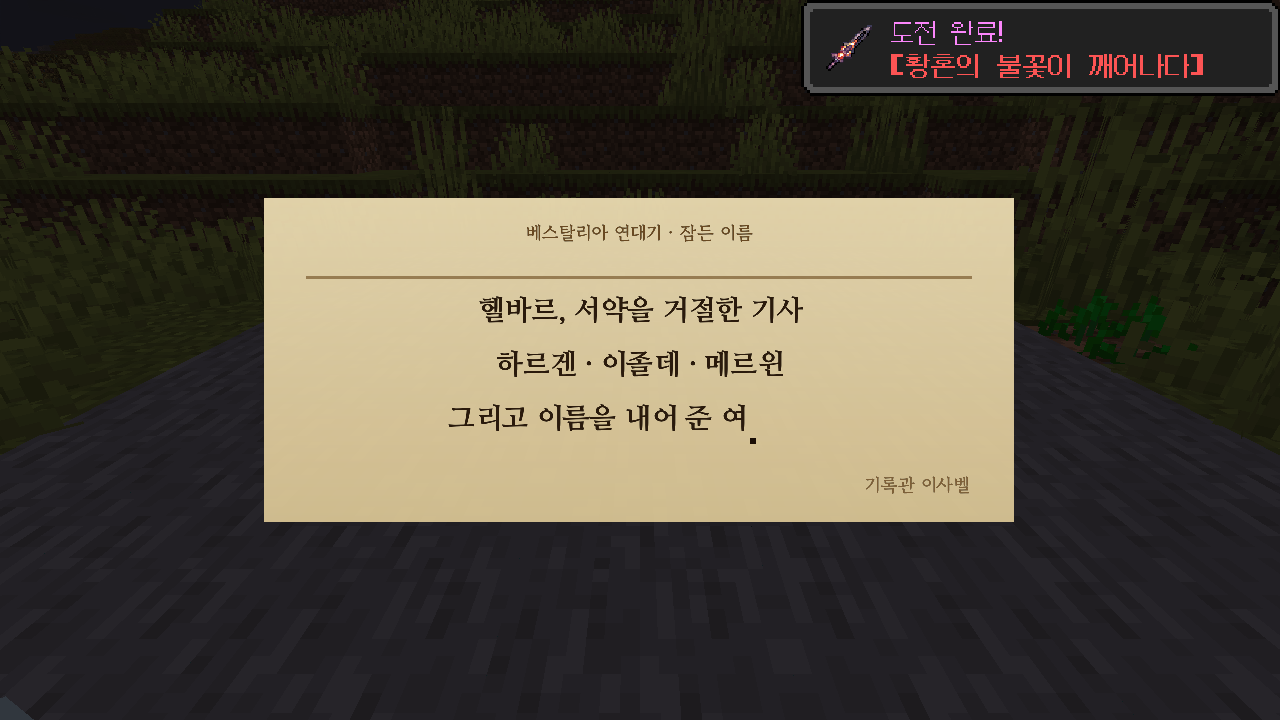 도전 완료!
【황혼의 불꽃이 깨어나다】
베스탈리아 연대기 · 잠든 이름
헬바르, 서약을 거절한 기사
하르겐 · 이졸데 · 메르윈
그리고 이름을 내어 준 여
기록관 이사벨